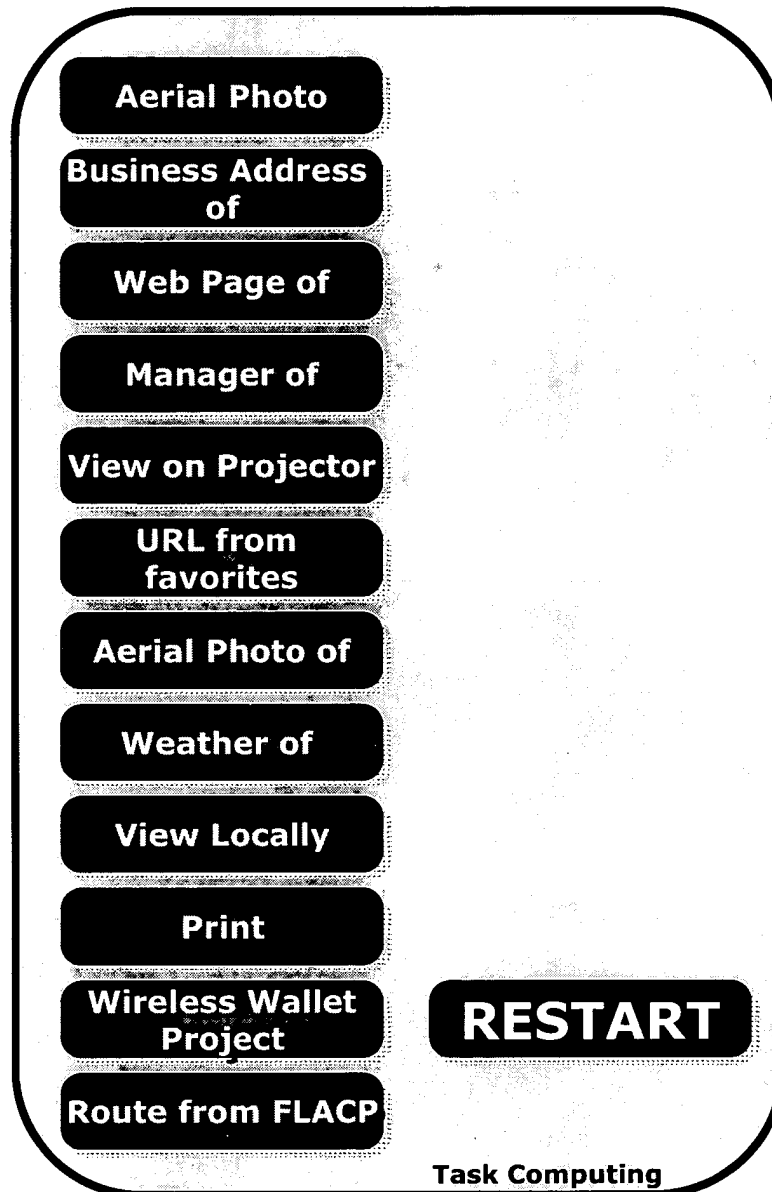 Aerial Photo
Business Address
of
Web Page of
Manager of
View on Projector
URL from
favorites
Aerial Photo of
Weather of
View Locally
Print
Wireless Wallet
Project
RESTART
Route from FLACP
Task Computing